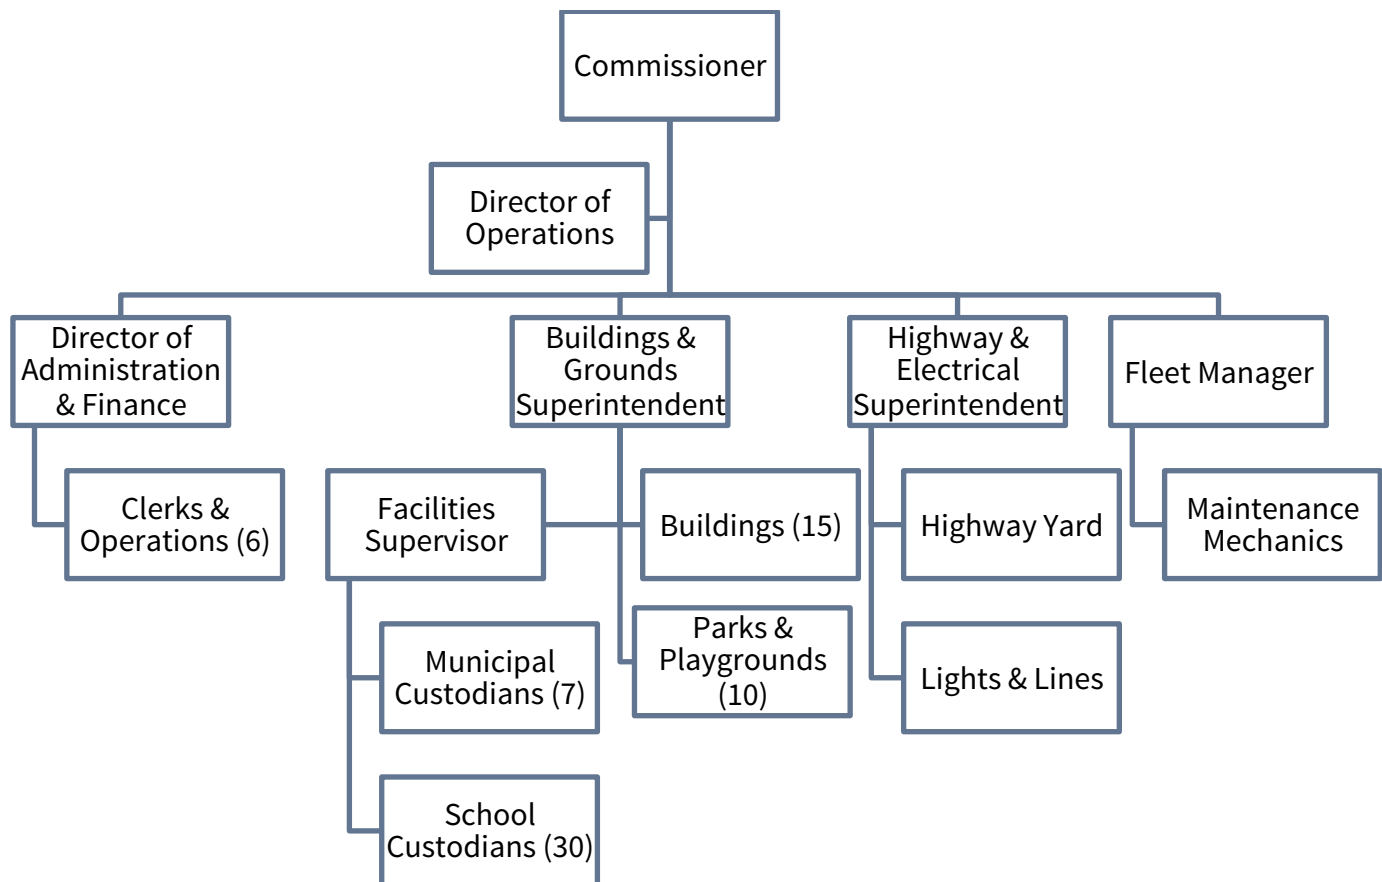 Commissioner
Director of
Operations
Director of
Administration
& Finance
Buildings &
Grounds
Superintendent
Highway &
Electrical
Superintendent
Fleet Manager
Clerks &
Operations (6)
Facilities
Supervisor
Buildings (15)
Highway Yard
Maintenance
Mechanics
Municipal
Custodians (7)
Parks &
Playgrounds
(10)
Lights & Lines
School
Custodians (30)